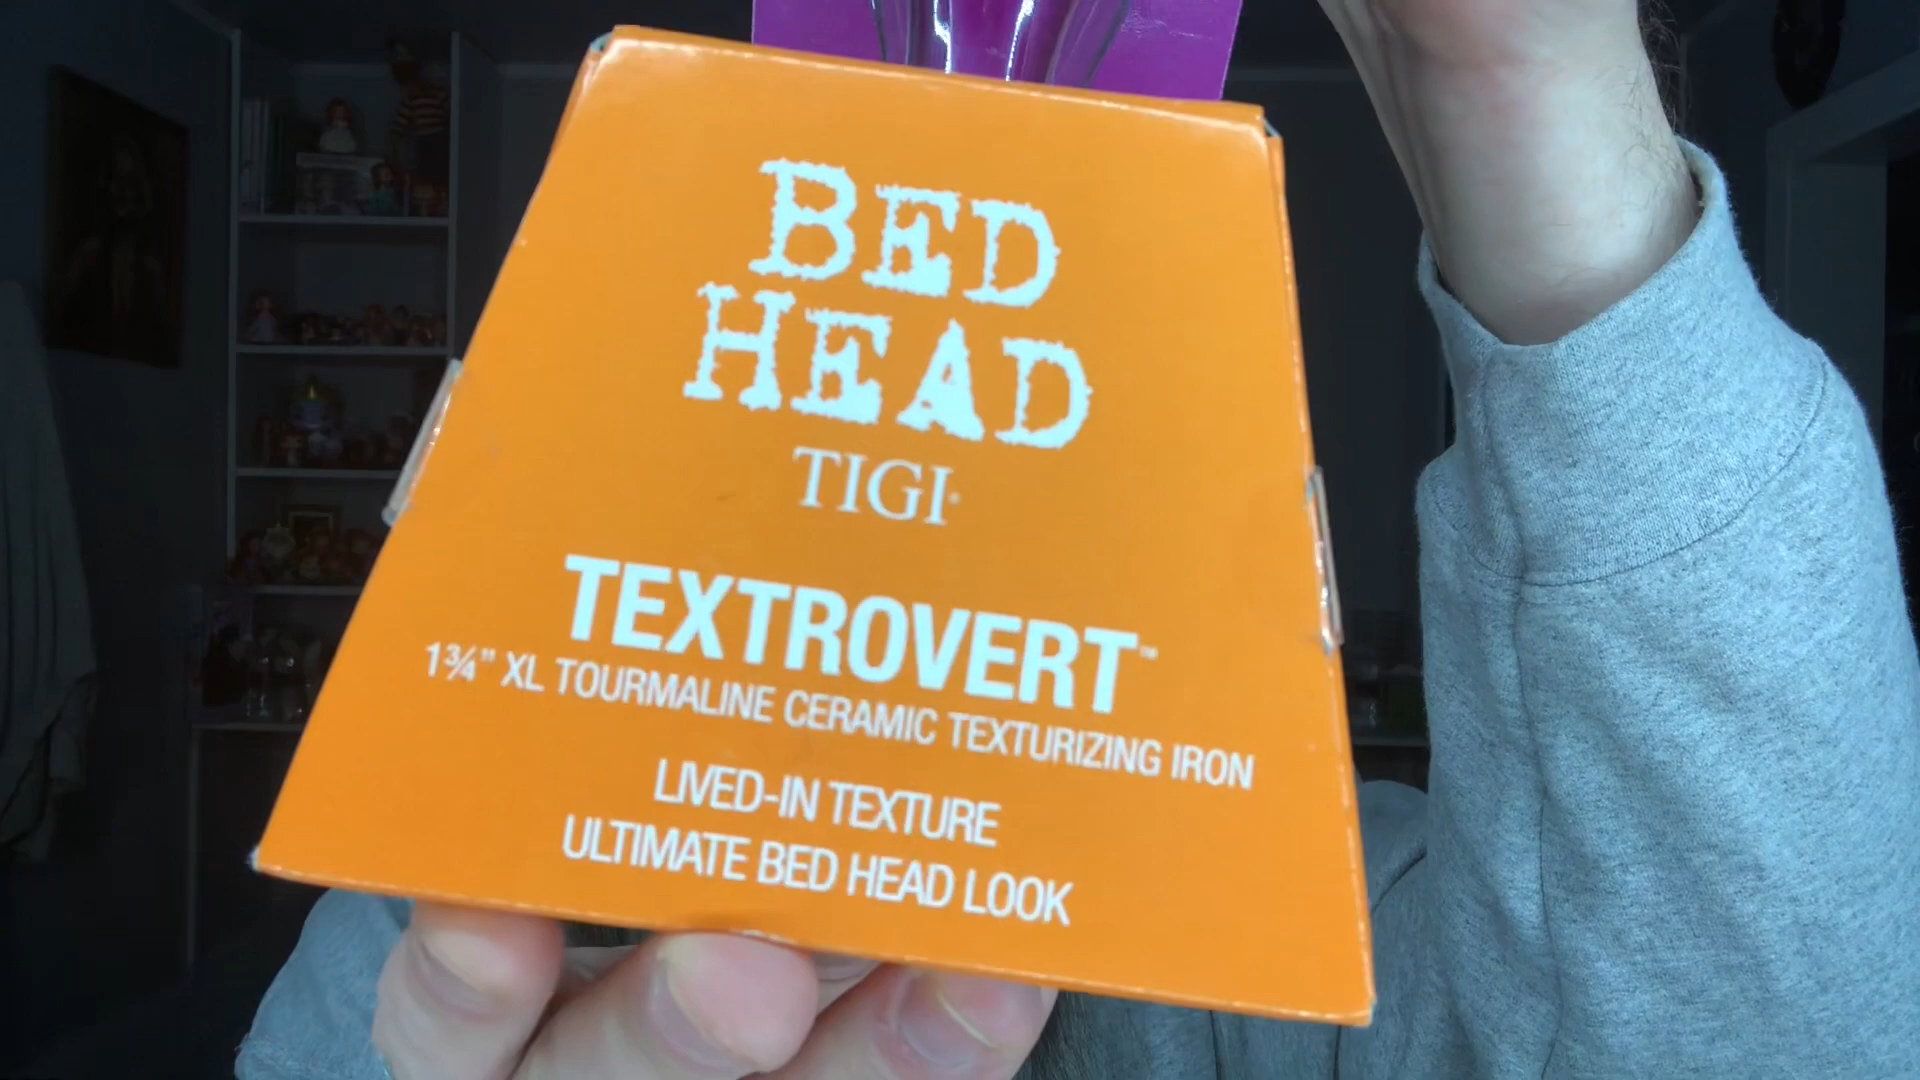 BED
HEAD
TIGI®
TEXTROVERT™
1¾" XL TOURMALINE CERAMIC TEXTURIZING IRON
LIVED-IN TEXTURE
ULTIMATE BED HEAD LOOK